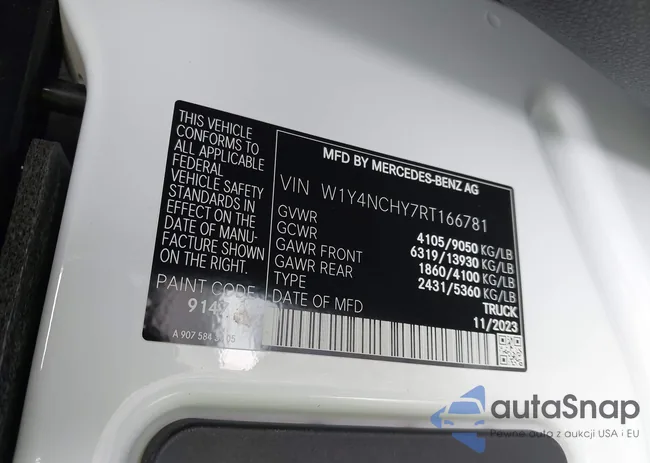 THIS VEHICLE
CONFORMS TO
ALL APPLICABLE
FEDERAL
VEHICLE SAFETY
STANDARDS IN
EFFECT ON THE
DATE OF MANU-
FACTURE SHOWN
ON THE RIGHT.
PAINT CODE
MFD BY MERCEDES-BENZ AG
VIN W1Y4NCHY7RT166781
GVWR 4105/9050 KG/LB
GCWR 6319/13930 KG/LB
GAWR FRONT 1860/4100 KG/LB
GAWR REAR 2431/5360 KG/LB
TYPE TRUCK
DATE OF MFD 11/2023
A 907 584
autaSnap
Pewne auto z aukcji USA i EU